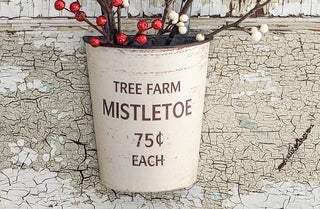 TREE FARM
MISTLETOE
75¢
EACH